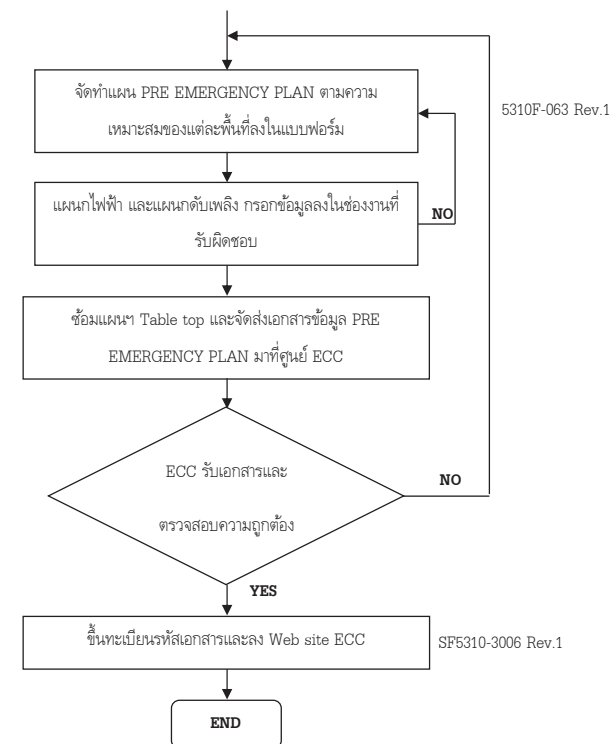 จัดทำแผน PRE EMERGENCY PLAN ตามความ
เหมาะสมของแต่ละพื้นที่ลงในแบบฟอร์ม
5310F-063 Rev.1
แผนกไฟฟ้า และแผนกดับเพลิง กรอกข้อมูลลงในช่องงานที่
รับผิดชอบ
NO
ซ้อมแผนฯ Table top และจัดส่งเอกสารข้อมูล PRE
EMERGENCY PLAN มาที่ศูนย์ ECC
ECC รับเอกสารและ
ตรวจสอบความถูกต้อง
NO
YES
ขึ้นทะเบียนรหัสเอกสารและลง Web site ECC
SF5310-3006 Rev.1
END